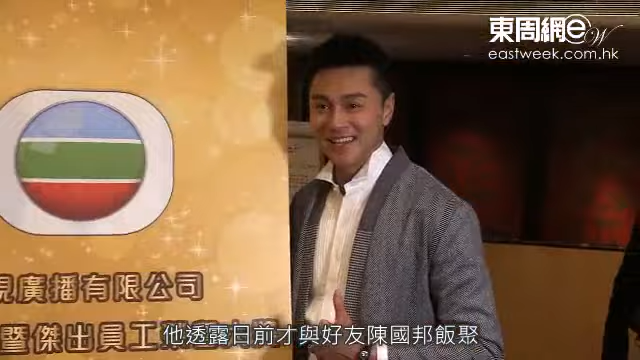 東周網e
eastweek.com.hk
視廣播有限公司
暨傑出員工
他透露日前才與好友陳國邦飯聚